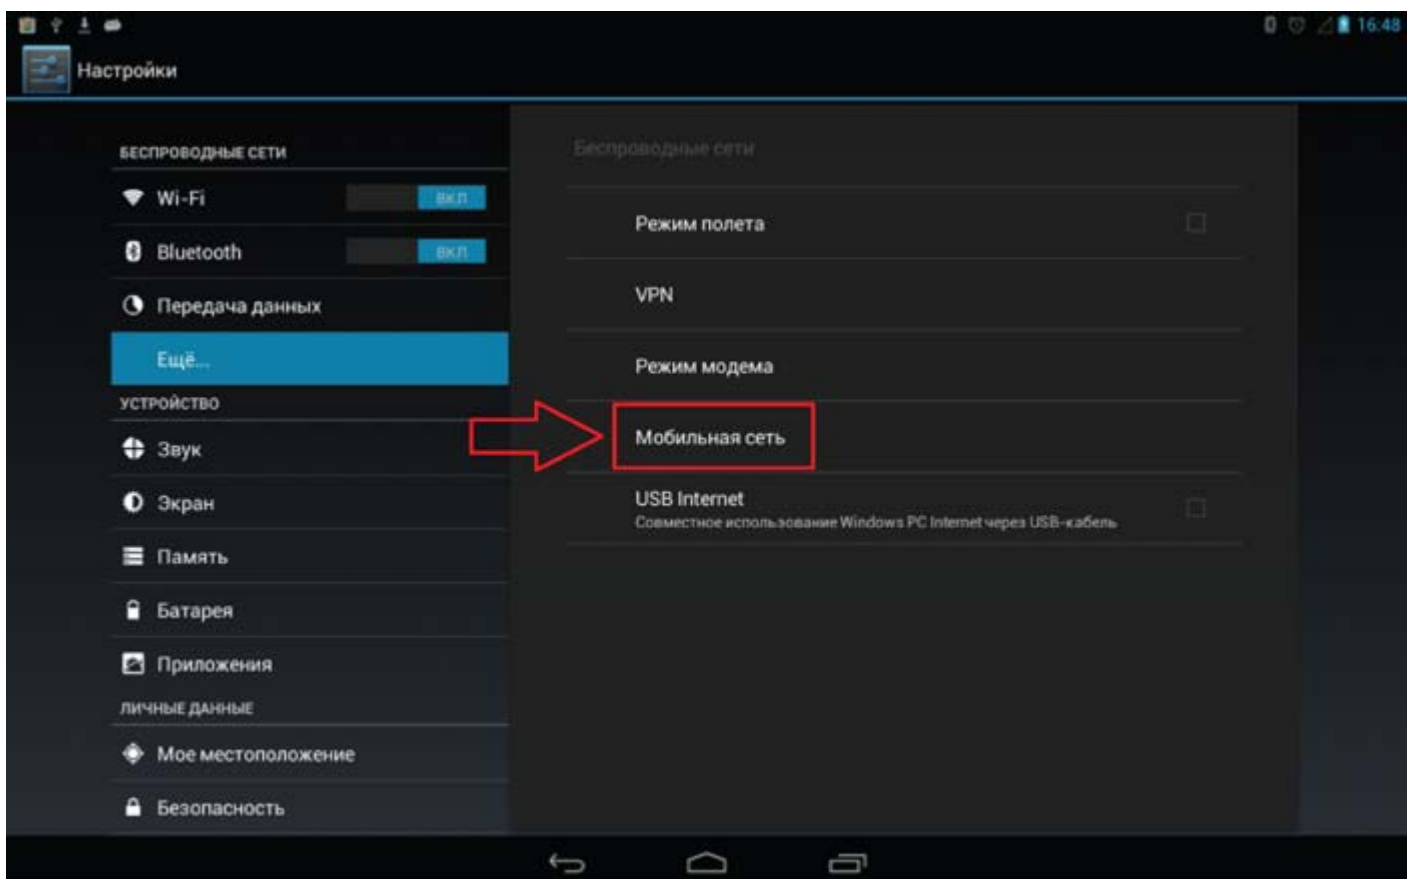 16:48
Настройки
БЕСПРОВОДНЫЕ СЕТИ
Wi-Fi
ВКЛ
Bluetooth
ВКЛ
Передача данных
Ещё...
УСТРОЙСТВО
Звук
Экран
Память
Батарея
Приложения
ЛИЧНЫЕ ДАННЫЕ
Мое местоположение
Безопасность
Беспроводные сети
Режим полета
VPN
Режим модема
Мобильная сеть
USB Internet
Совместное использование Windows PC Internet через USB-кабель